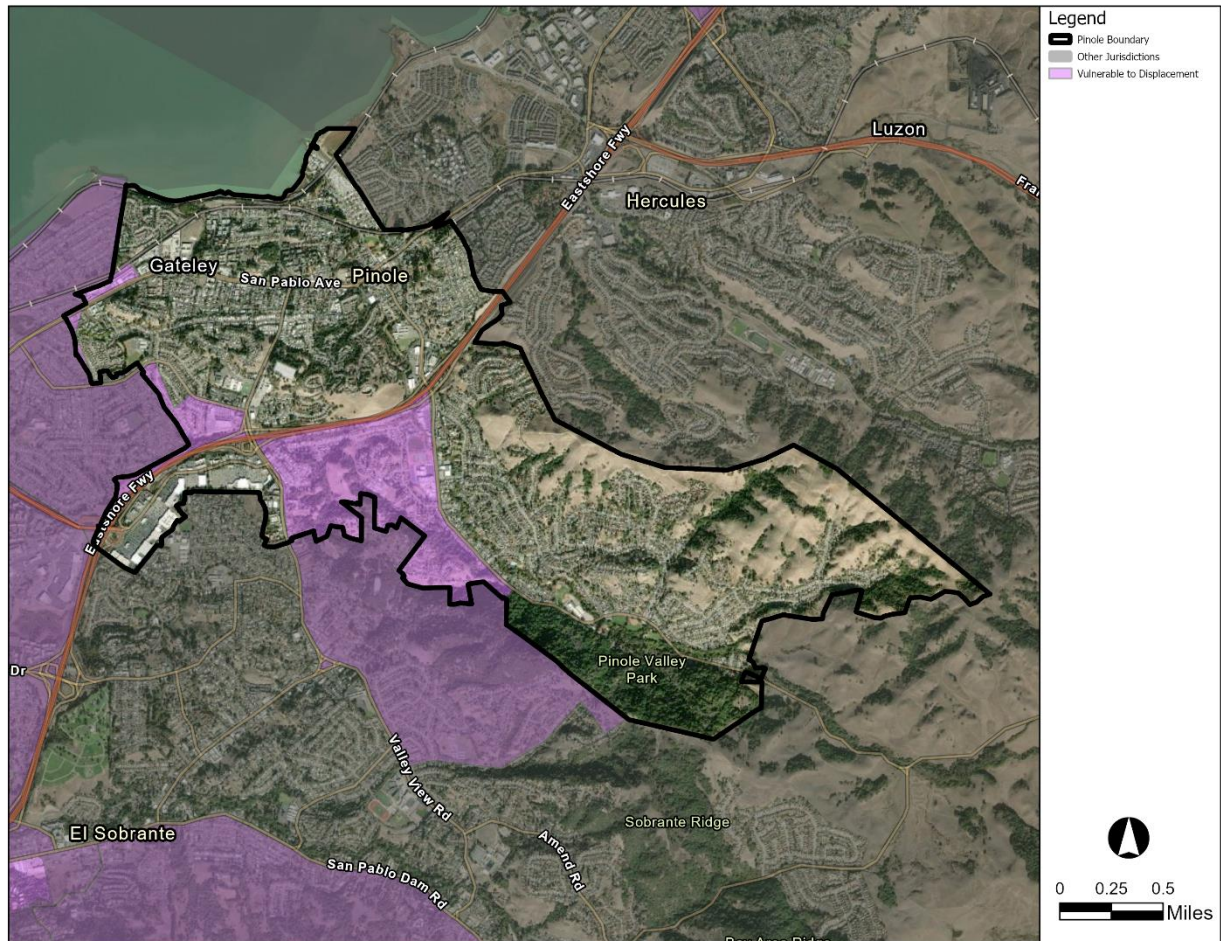 Legend
Pinole Boundary
Other Jurisdictions
Vulnerable to Displacement
Luzon
Eastshore Fwy
Hercules
Fra
Gateley
San Pablo Ave
Pinole
Eastshore Fwy
Pinole Valley
Park
Dr
Valley View Rd
El Sobrante
Sobrante Ridge
Amend Rd
San Pablo Dam Rd
0 0.25 0.5
Miles